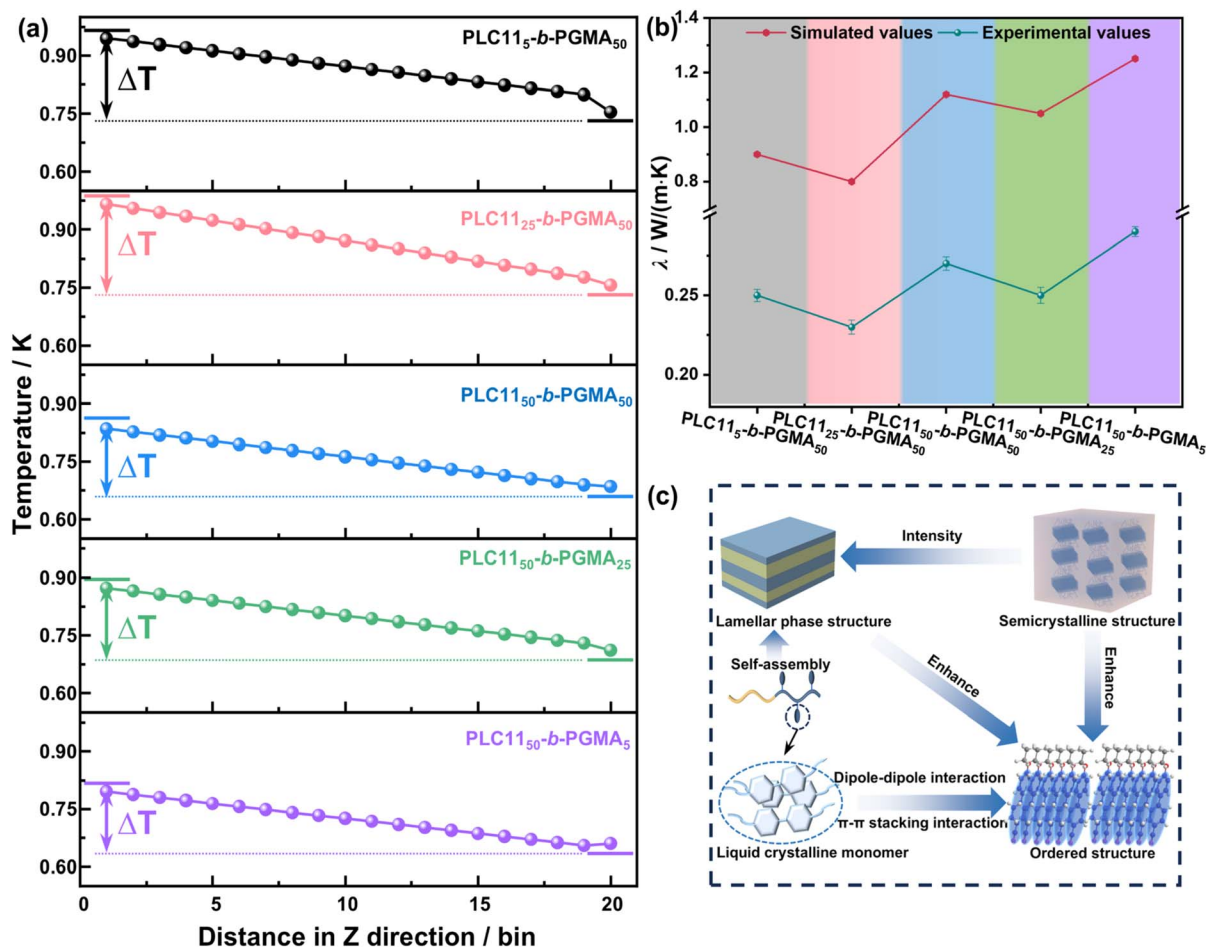 (a)
Temperature / K
PLC11₅-b-PGMA₅₀
0.90
0.75
0.60
ΔT
PLC11₂₅-b-PGMA₅₀
0.90
0.75
0.60
ΔT
PLC11₅₀-b-PGMA₅₀
0.90
0.75
0.60
ΔT
PLC11₅₀-b-PGMA₂₅
0.90
0.75
0.60
ΔT
PLC11₅₀-b-PGMA₅
0.90
0.75
0.60
ΔT
0 5 10 15 20
Distance in Z direction / bin
(b)
Simulated values Experimental values
λ / W/(m·K)
1.4
1.2
1.0
0.8
0.25
0.20
PLC11₅-b-PGMA₅₀
PLC11₂₅-b-PGMA₅₀
PLC11₅₀-b-PGMA₅₀
PLC11₅₀-b-PGMA₂₅
PLC11₅₀-b-PGMA₅
(c)
Intensity
Lamellar phase structure
Semicrystalline structure
Self-assembly
Enhance
Enhance
Dipole-dipole interaction
π-π stacking interaction
Liquid crystalline monomer
Ordered structure